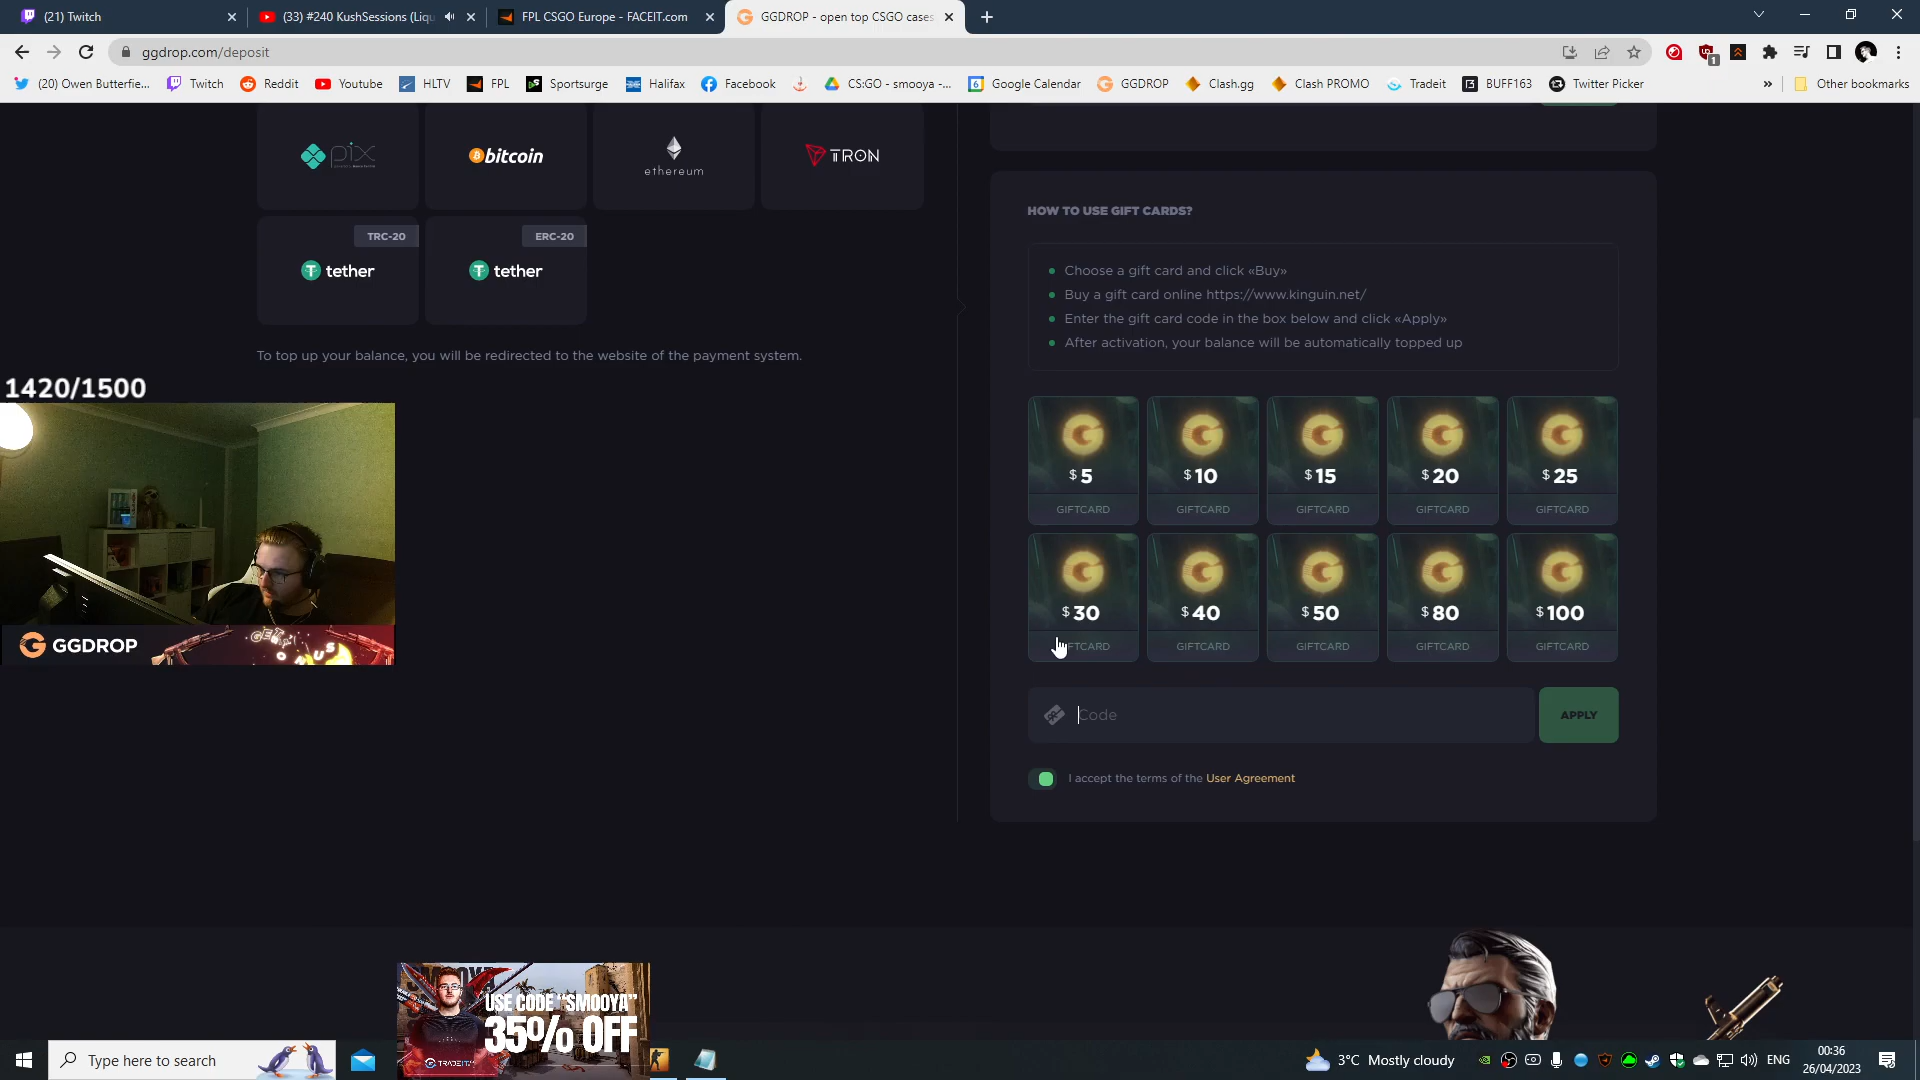 (21) Twitch
(33) #240 KushSessions (Liqu
FPL CSGO Europe - FACEIT.com
GGDROP - open top CSGO cases
ggdrop.com/deposit
1
(20) Owen Butterfie...
Twitch
Reddit
Youtube
HLTV
FPL
Sportsurge
Halifax
Facebook
CS:GO - smooya -...
Google Calendar
GGDROP
Clash.gg
Clash PROMO
Tradeit
BUFF163
Twitter Picker
»
Other bookmarks
pix
bitcoin
ethereum
TRON
TRC-20
tether
ERC-20
tether
To top up your balance, you will be redirected to the website of the payment system.
HOW TO USE GIFT CARDS?
Choose a gift card and click «Buy»
Buy a gift card online https://www.kinguin.net/
Enter the gift card code in the box below and click «Apply»
After activation, your balance will be automatically topped up
$ 5
GIFTCARD
$ 10
GIFTCARD
$ 15
GIFTCARD
$ 20
GIFTCARD
$ 25
GIFTCARD
$ 30
FTCARD
$ 40
GIFTCARD
$ 50
GIFTCARD
$ 80
GIFTCARD
$ 100
GIFTCARD
Code
APPLY
I accept the terms of the User Agreement
1420/1500
GGDROP
USE CODE "SMOOYA"
35% OFF
TRADEIT
Type here to search
3°C Mostly cloudy
ENG
00:36
26/04/2023